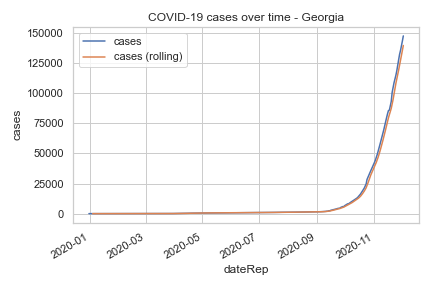 COVID-19 cases over time - Georgia
cases
cases (rolling)
150000
125000
100000
75000
50000
25000
0
cases
2020-01
2020-03
2020-05
2020-07
2020-09
2020-11
dateRep